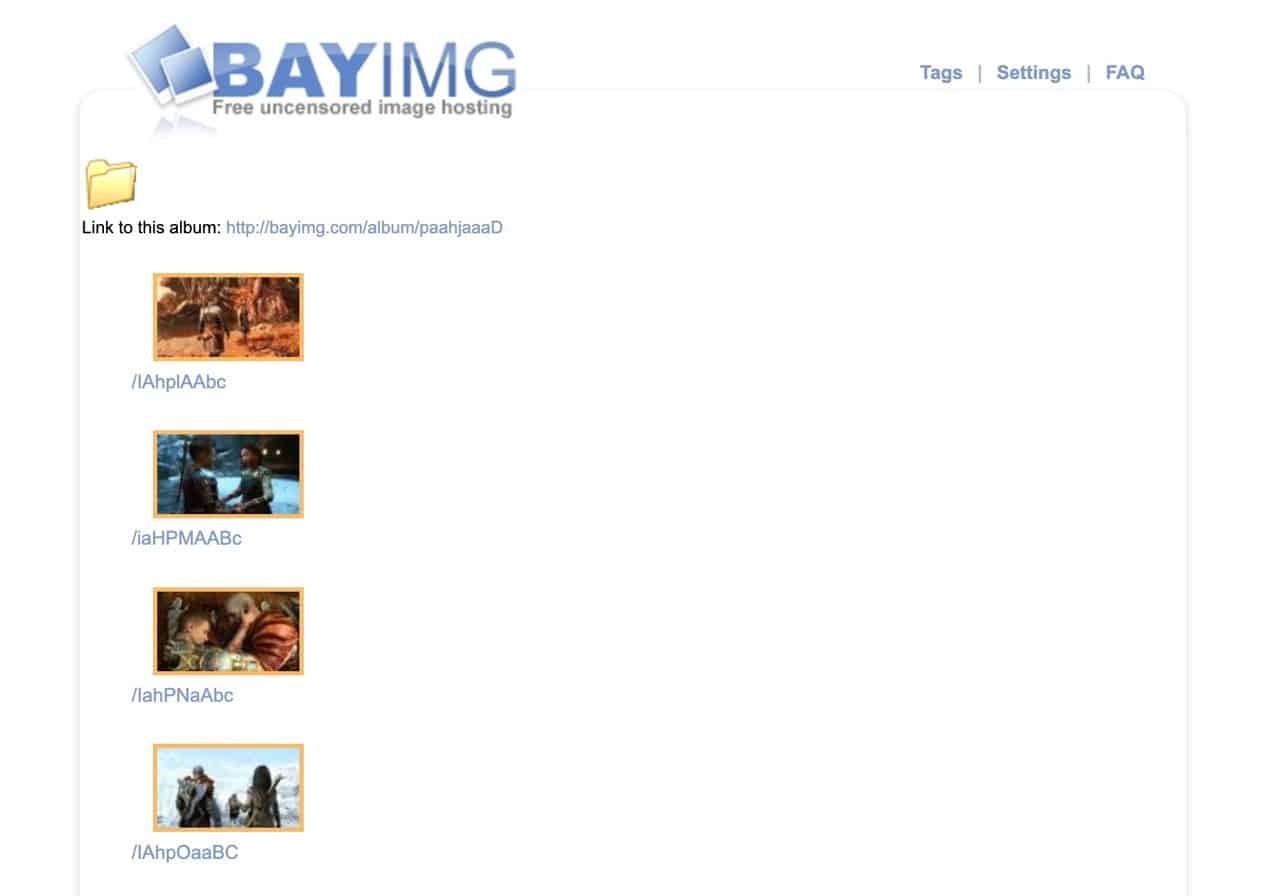 BAYIMG
Free uncensored image hosting
Tags | Settings | FAQ
Link to this album: http://bayimg.com/album/paahjaaaD
/IAhpIAAbc
/iaHPMAABc
/IahPNaAbc
/IAhpOaaBC